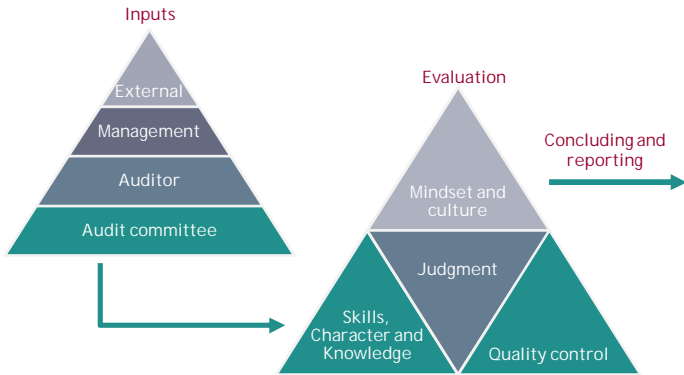 Inputs
External
Management
Auditor
Audit committee
Evaluation
Mindset and
culture
Judgment
Skills,
Character and
Knowledge
Quality control
Concluding and
reporting